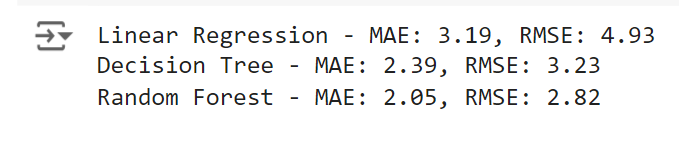 Linear Regression - MAE: 3.19, RMSE: 4.93
Decision Tree - MAE: 2.39, RMSE: 3.23
Random Forest - MAE: 2.05, RMSE: 2.82